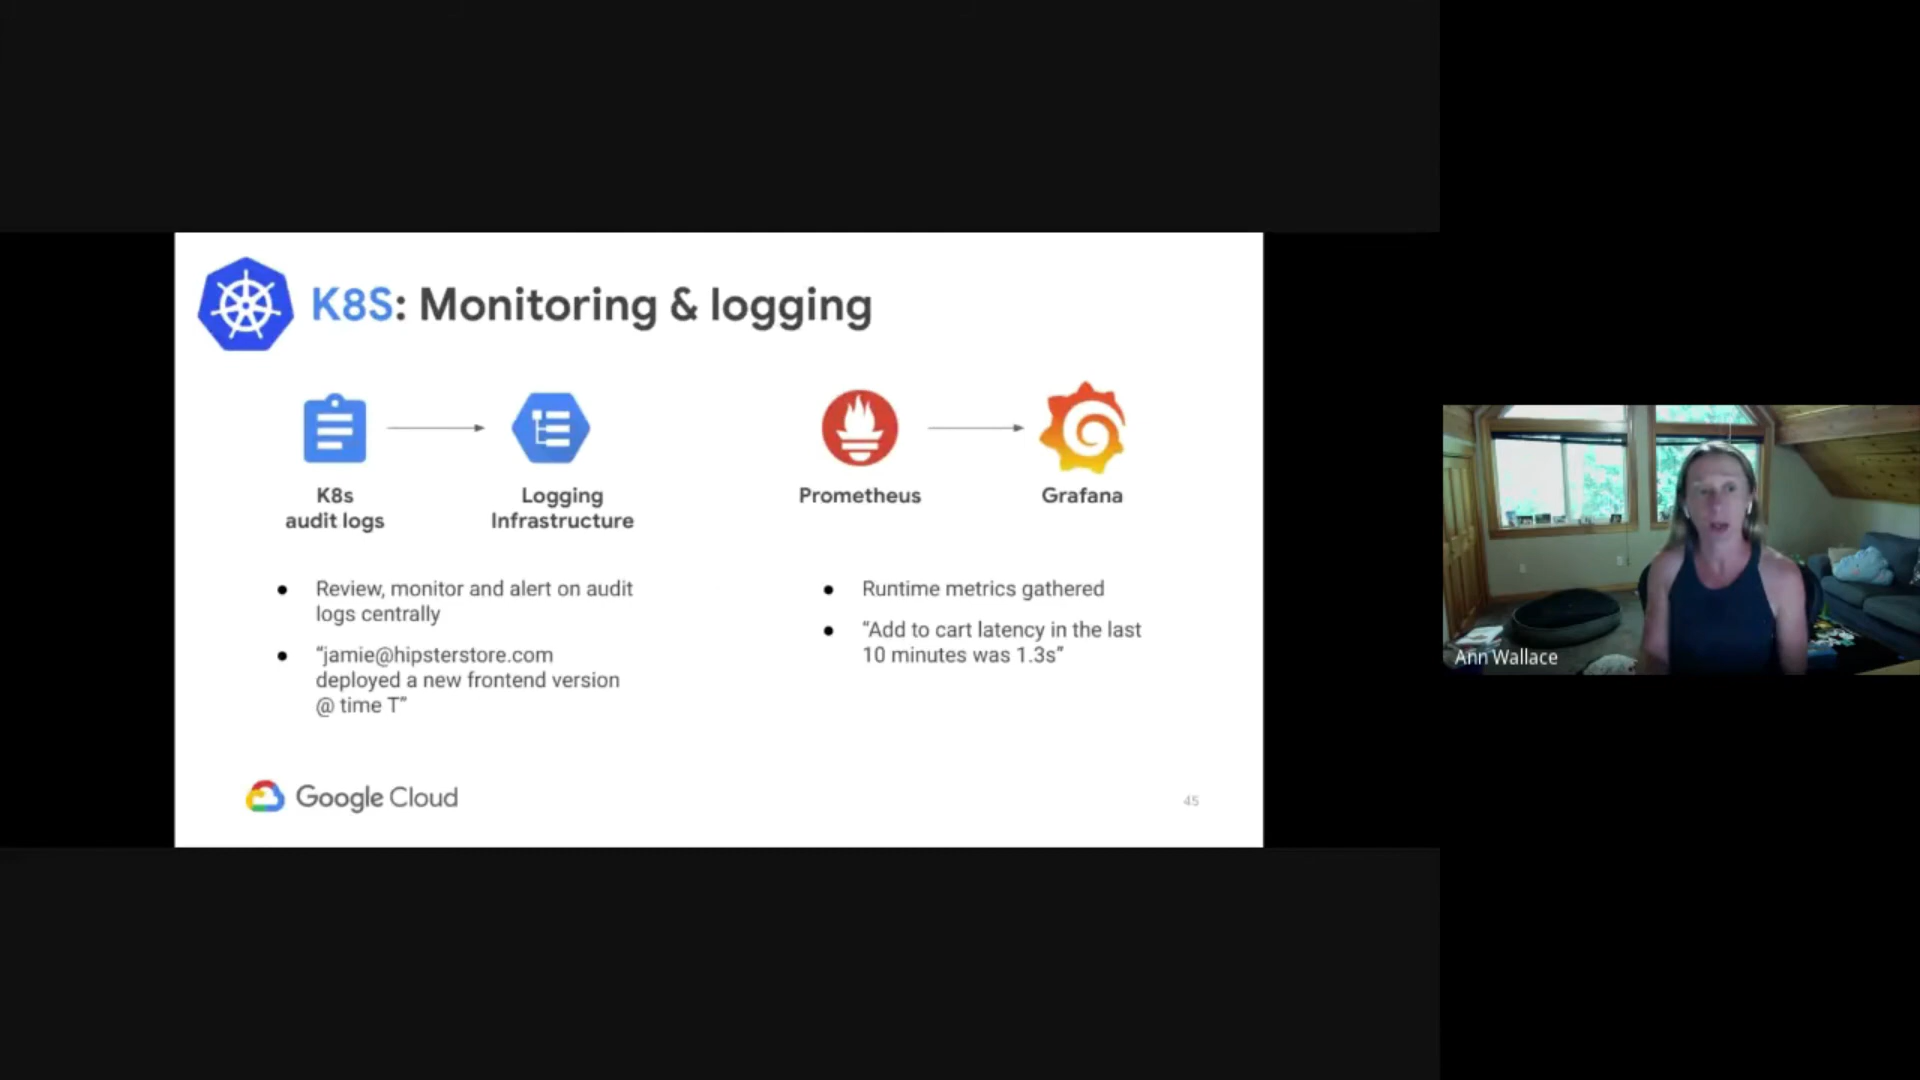 K8S: Monitoring & logging
K8s
audit logs
Logging
Infrastructure
Prometheus
Grafana
● Review, monitor and alert on audit
logs centrally
● “jamie@hipsterstore.com
deployed a new frontend version
@ time T”
● Runtime metrics gathered
● “Add to cart latency in the last
10 minutes was 1.3s”
Google Cloud
45
Ann Wallace